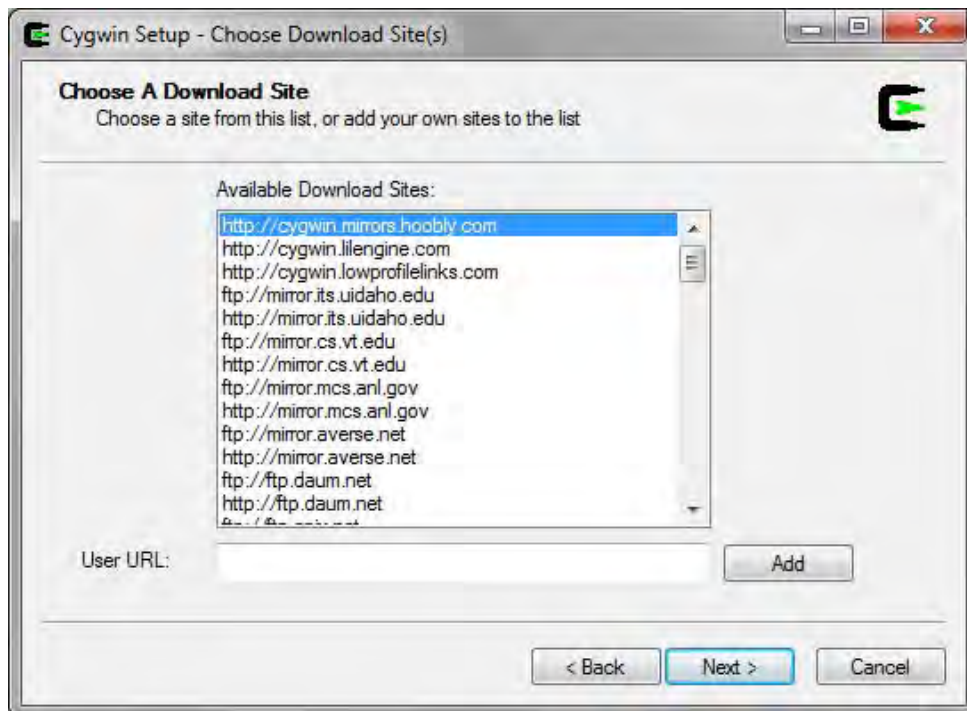 Cygwin Setup - Choose Download Site(s)
Choose A Download Site
Choose a site from this list, or add your own sites to the list
Available Download Sites:
http://cygwin.mirrors.hoobly.com
http://cygwin.lilengine.com
http://cygwin.lowprofilelinks.com
ftp://mirror.its.uidaho.edu
http://mirror.its.uidaho.edu
ftp://mirror.cs.vt.edu
http://mirror.cs.vt.edu
ftp://mirror.mcs.anl.gov
http://mirror.mcs.anl.gov
ftp://mirror.averse.net
http://mirror.averse.net
ftp://ftp.daum.net
http://ftp.daum.net
User URL:
Add
< Back
Next >
Cancel